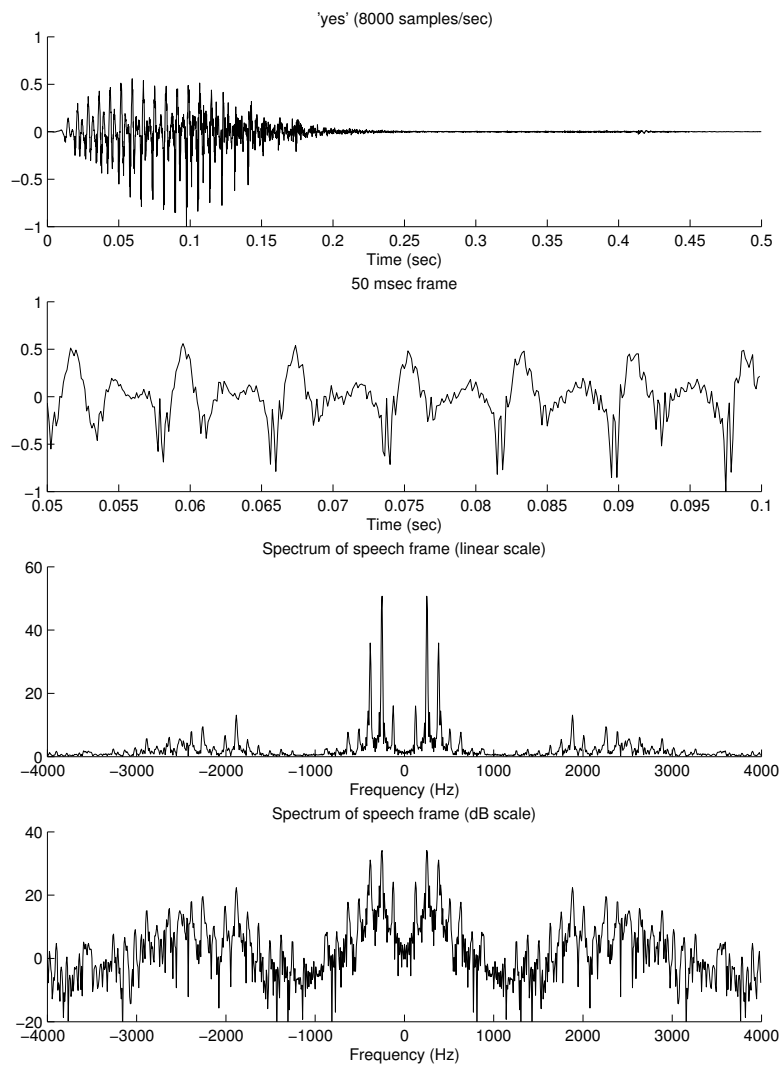 'yes' (8000 samples/sec)
1
0.5
0
−0.5
−1
0 0.05 0.1 0.15 0.2 0.25 0.3 0.35 0.4 0.45 0.5
Time (sec)
50 msec frame
1
0.5
0
−0.5
−1
0.05 0.055 0.06 0.065 0.07 0.075 0.08 0.085 0.09 0.095 0.1
Time (sec)
Spectrum of speech frame (linear scale)
60
40
20
0
−4000 −3000 −2000 −1000 0 1000 2000 3000 4000
Frequency (Hz)
Spectrum of speech frame (dB scale)
40
20
0
−20
−4000 −3000 −2000 −1000 0 1000 2000 3000 4000
Frequency (Hz)